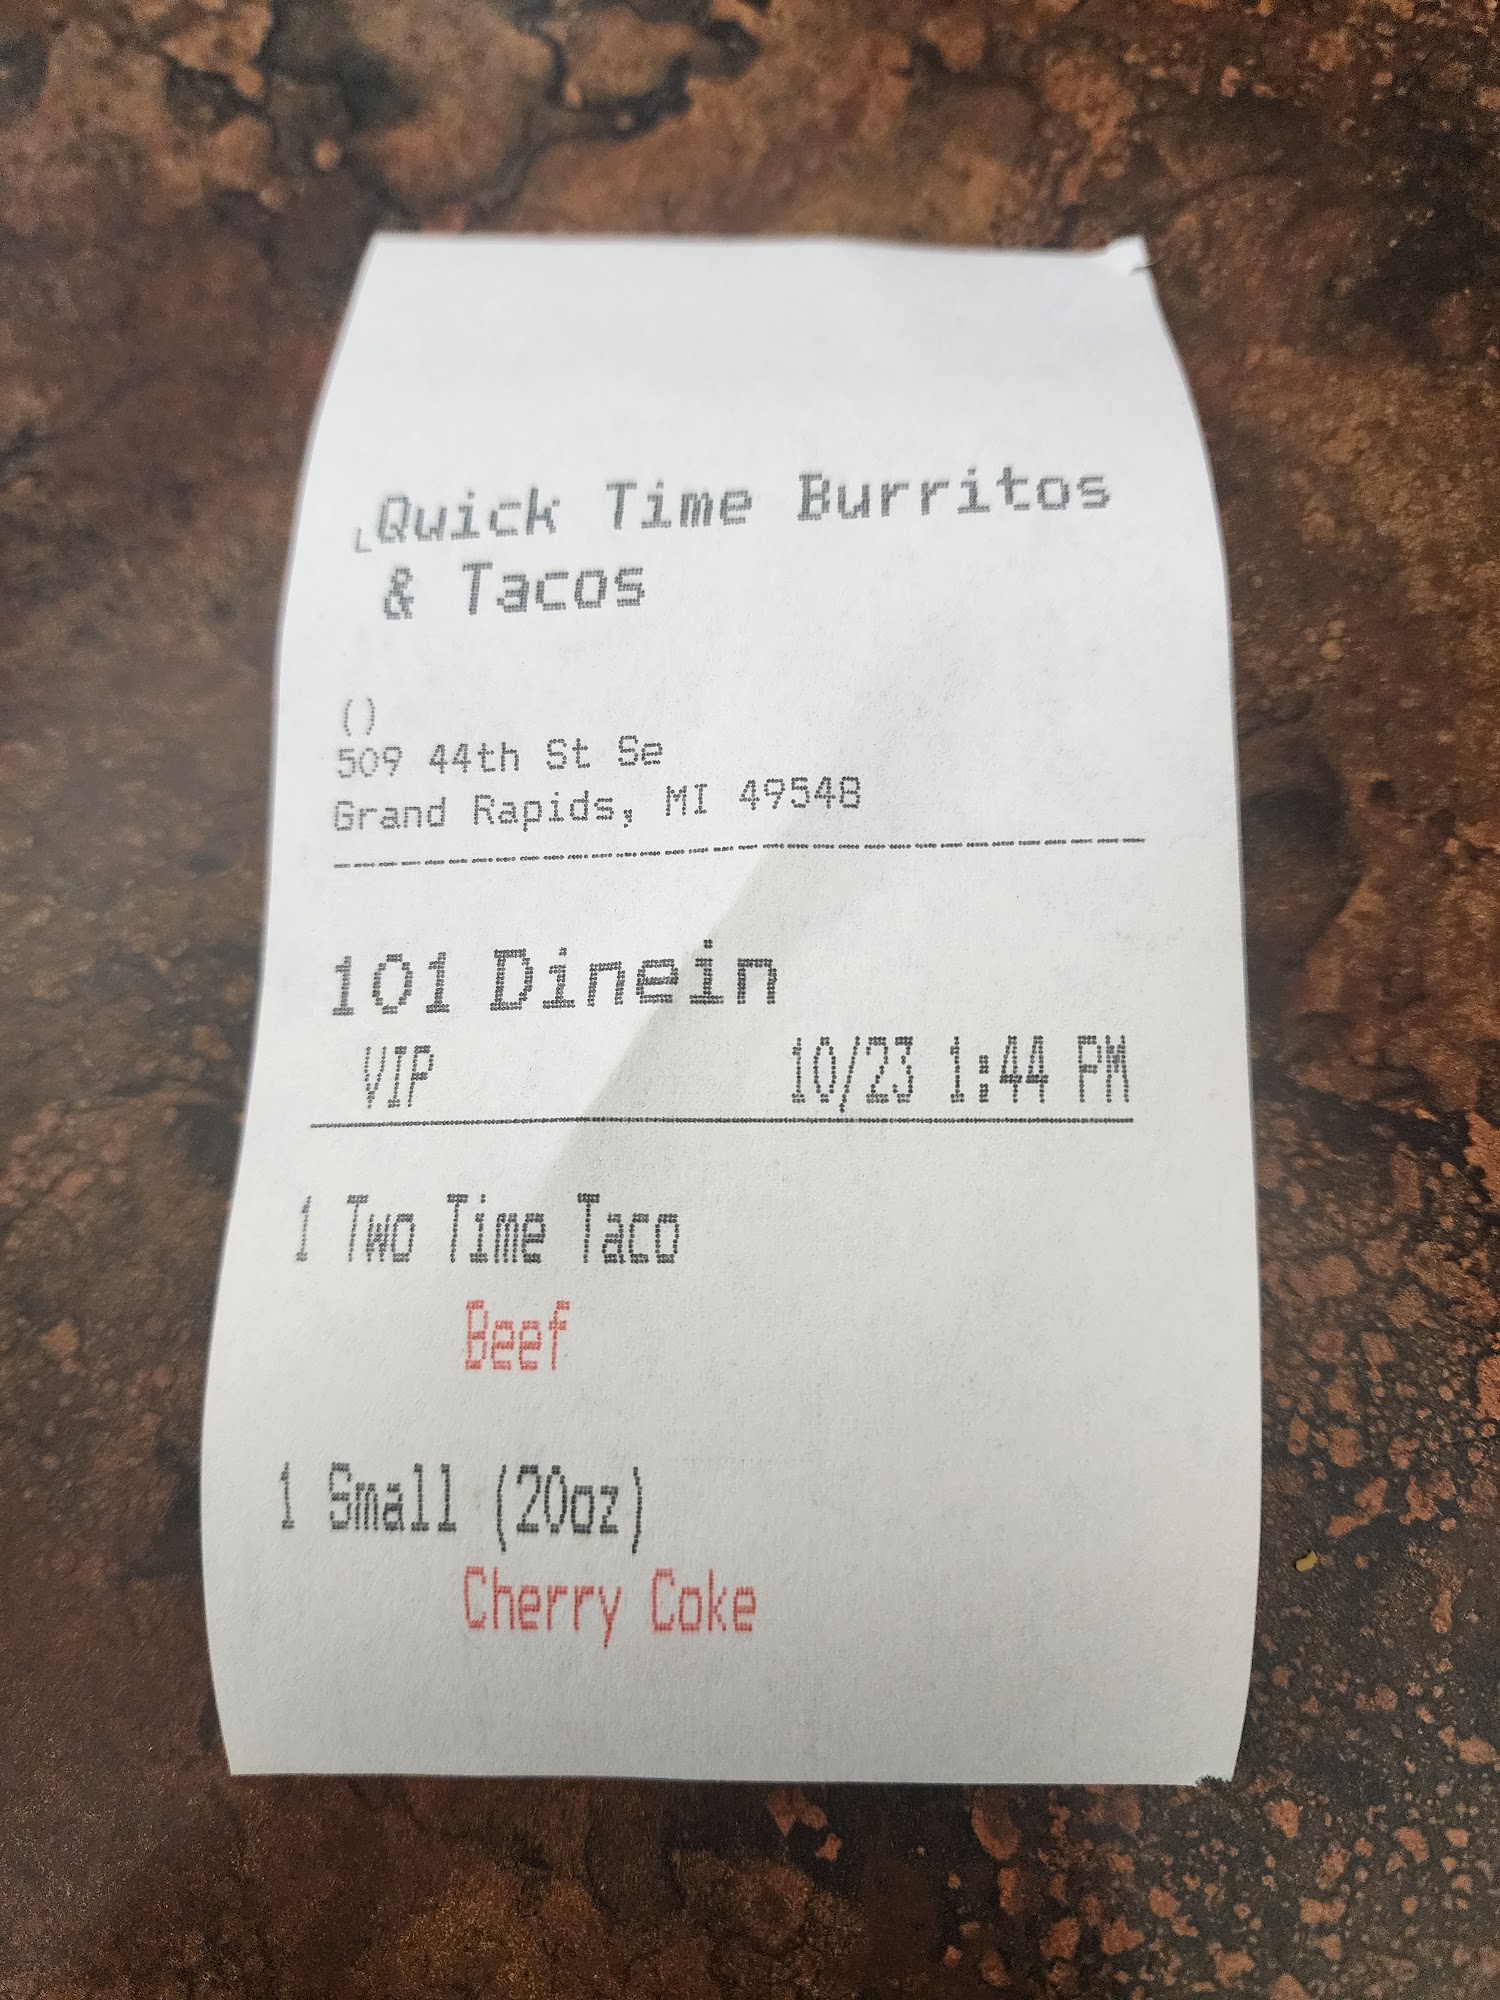 Quick Time Burritos
& Tacos
()
509 44th St Se
Grand Rapids, MI 49548
101 Dinein
VIP 10/23 1:44 PM
1 Two Time Taco
Beef
1 Small (20oz)
Cherry Coke